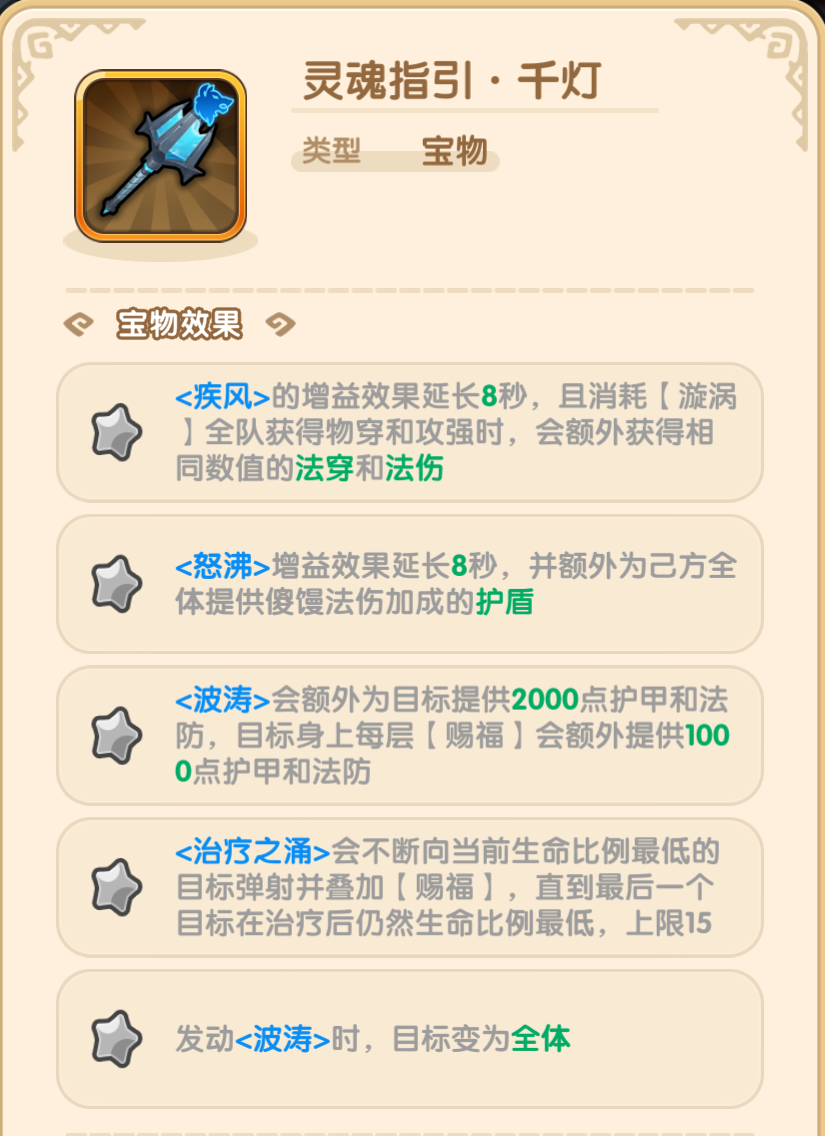 灵魂指引·千灯
类型 宝物
宝物效果
<疾风>的增益效果延长8秒，且消耗【漩涡
】全队获得物穿和攻强时，会额外获得相
同数值的法穿和法伤
<怒沸>增益效果延长8秒，并额外为己方全
体提供傻馒法伤加成的护盾
<波涛>会额外为目标提供2000点护甲和法
防，目标身上每层【赐福】会额外提供100
0点护甲和法防
<治疗之涌>会不断向当前生命比例最低的
目标弹射并叠加【赐福】，直到最后一个
目标在治疗后仍然生命比例最低，上限15
发动<波涛>时，目标变为全体